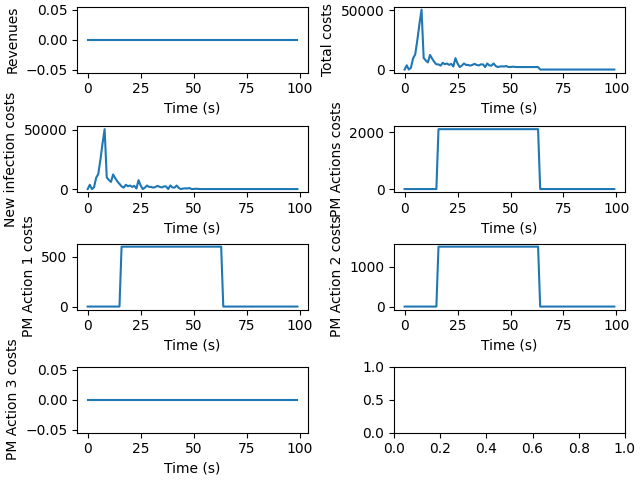 0.05
0.00
−0.05
Revenues
0 25 50 75 100
Time (s)
50000
0
Total costs
0 25 50 75 100
Time (s)
50000
0
New infection costs
0 25 50 75 100
Time (s)
2000
0
PM Actions costs
0 25 50 75 100
Time (s)
500
0
PM Action 1 costs
0 25 50 75 100
Time (s)
1000
0
PM Action 2 costs
0 25 50 75 100
Time (s)
0.05
0.00
−0.05
PM Action 3 costs
0 25 50 75 100
Time (s)
1.0
0.5
0.0
0.0 0.2 0.4 0.6 0.8 1.0